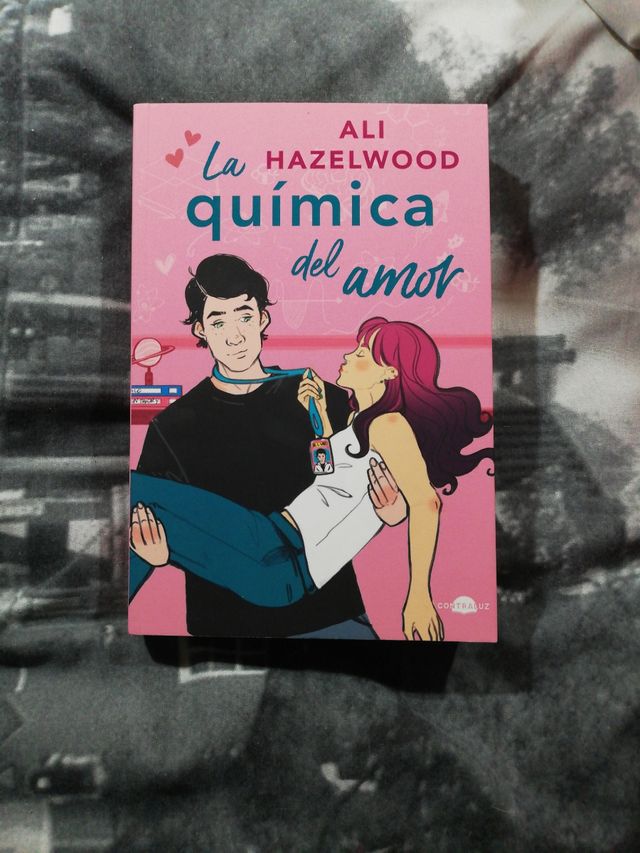 ALI
HAZELWOOD
La
química
del amor
CONTRALUZ